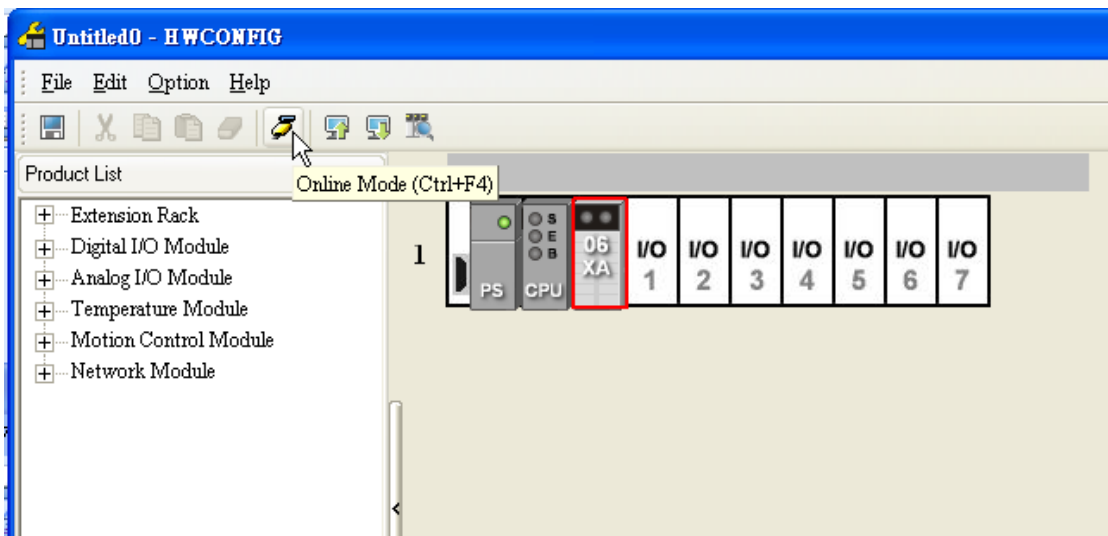 Untitled0 - HWCONFIG
File Edit Option Help
Product List
Online Mode (Ctrl+F4)
Extension Rack
Digital I/O Module
Analog I/O Module
Temperature Module
Motion Control Module
Network Module
1
PS
S
E
B
CPU
06
XA
I/O I/O I/O I/O I/O I/O I/O
1 2 3 4 5 6 7